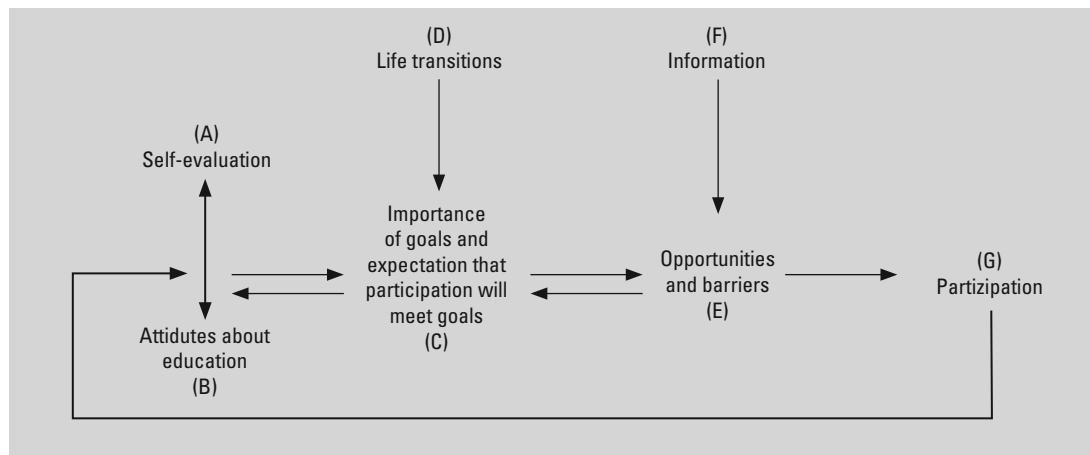 (D)
Life transitions
(F)
Information
(A)
Self-evaluation
Importance
of goals and
expectation that
participation will
meet goals
(C)
Opportunities
and barriers
(E)
(G)
Partizipation
Attidutes about
education
(B)